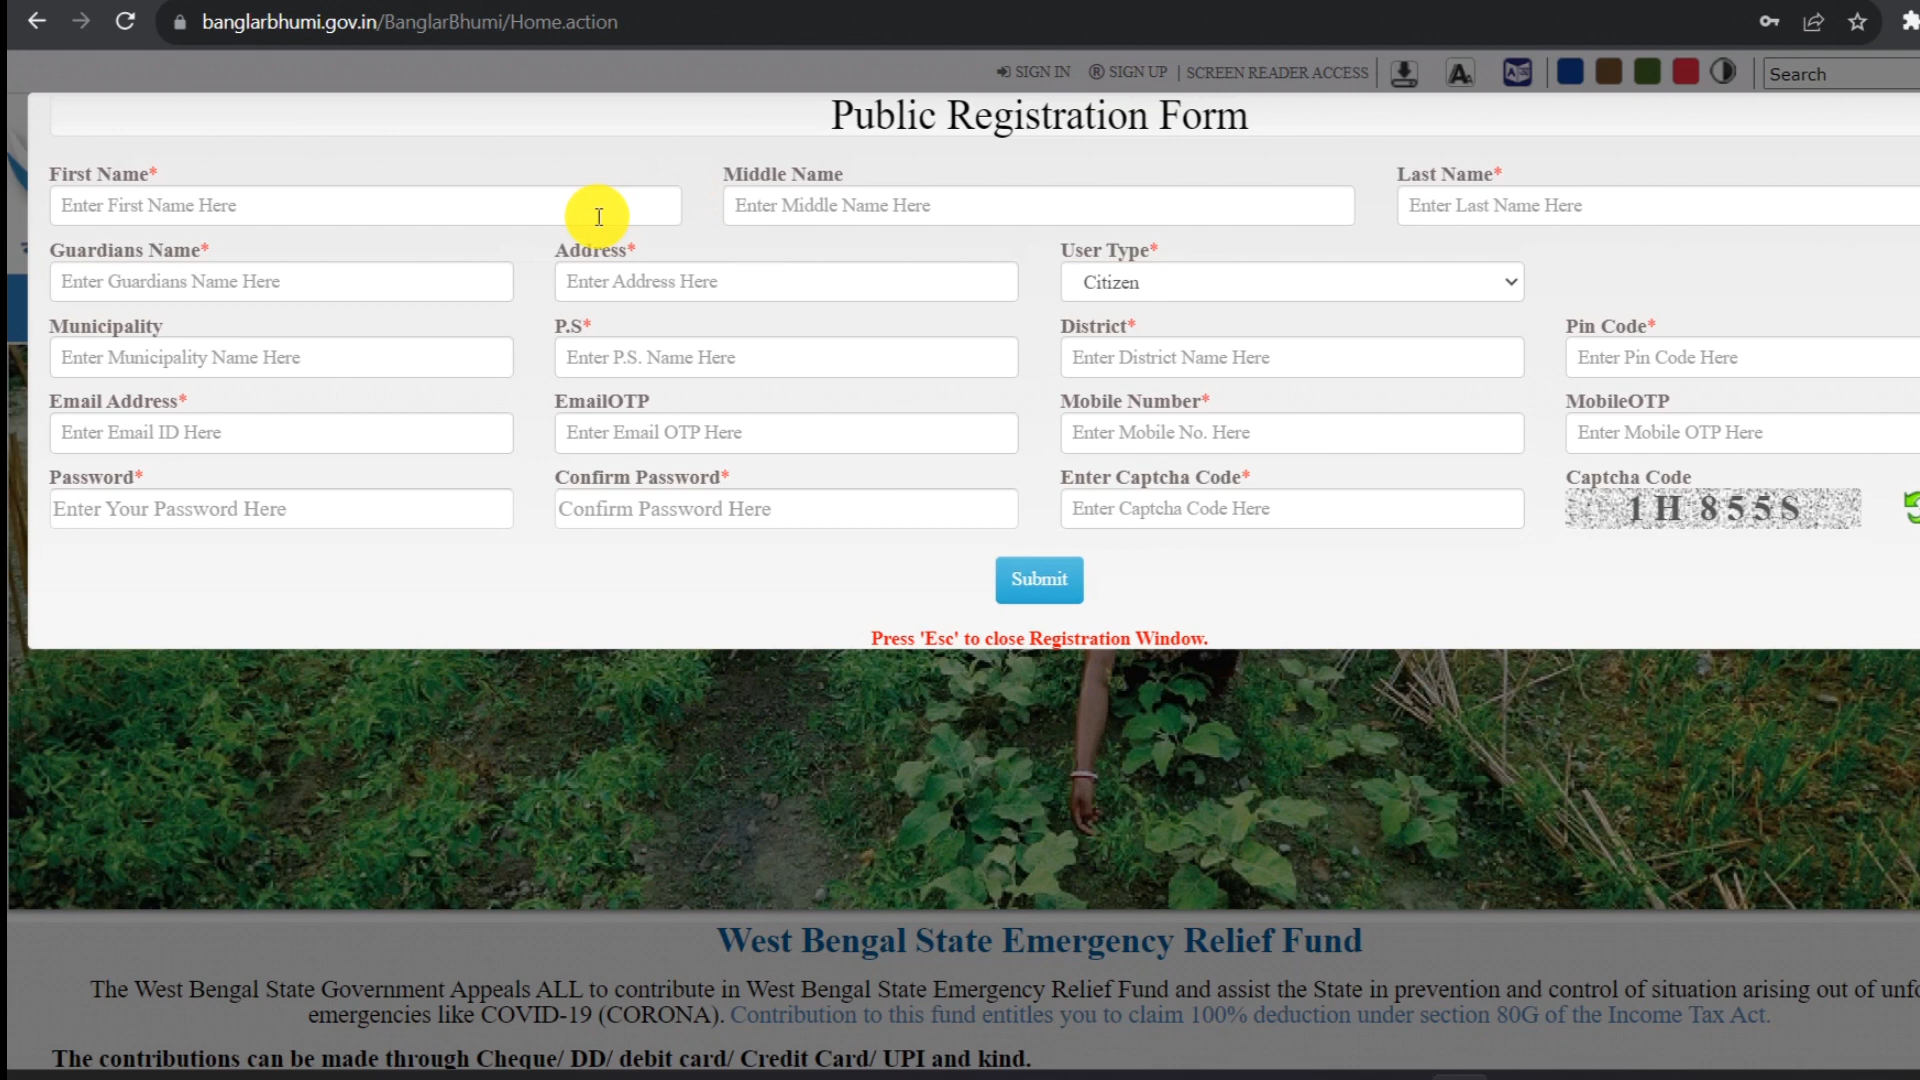 banglarbhumi.gov.in/BanglarBhumi/Home.action
SIGN IN ® SIGN UP | SCREEN READER ACCESS Search
Public Registration Form
First Name* Middle Name Last Name*
Enter First Name Here Enter Middle Name Here Enter Last Name Here
Guardians Name* Address* User Type*
Enter Guardians Name Here Enter Address Here Citizen
Municipality P.S* District* Pin Code*
Enter Municipality Name Here Enter P.S. Name Here Enter District Name Here Enter Pin Code Here
Email Address* EmailOTP Mobile Number* MobileOTP
Enter Email ID Here Enter Email OTP Here Enter Mobile No. Here Enter Mobile OTP Here
Password* Confirm Password* Enter Captcha Code* Captcha Code
Enter Your Password Here Confirm Password Here Enter Captcha Code Here 1H855S
Submit
Press 'Esc' to close Registration Window.
West Bengal State Emergency Relief Fund
The West Bengal State Government Appeals ALL to contribute in West Bengal State Emergency Relief Fund and assist the State in prevention and control of situation arising out of unfo
emergencies like COVID-19 (CORONA). Contribution to this fund entitles you to claim 100% deduction under section 80G of the Income Tax Act.
The contributions can be made through Cheque/ DD/ debit card/ Credit Card/ UPI and kind.